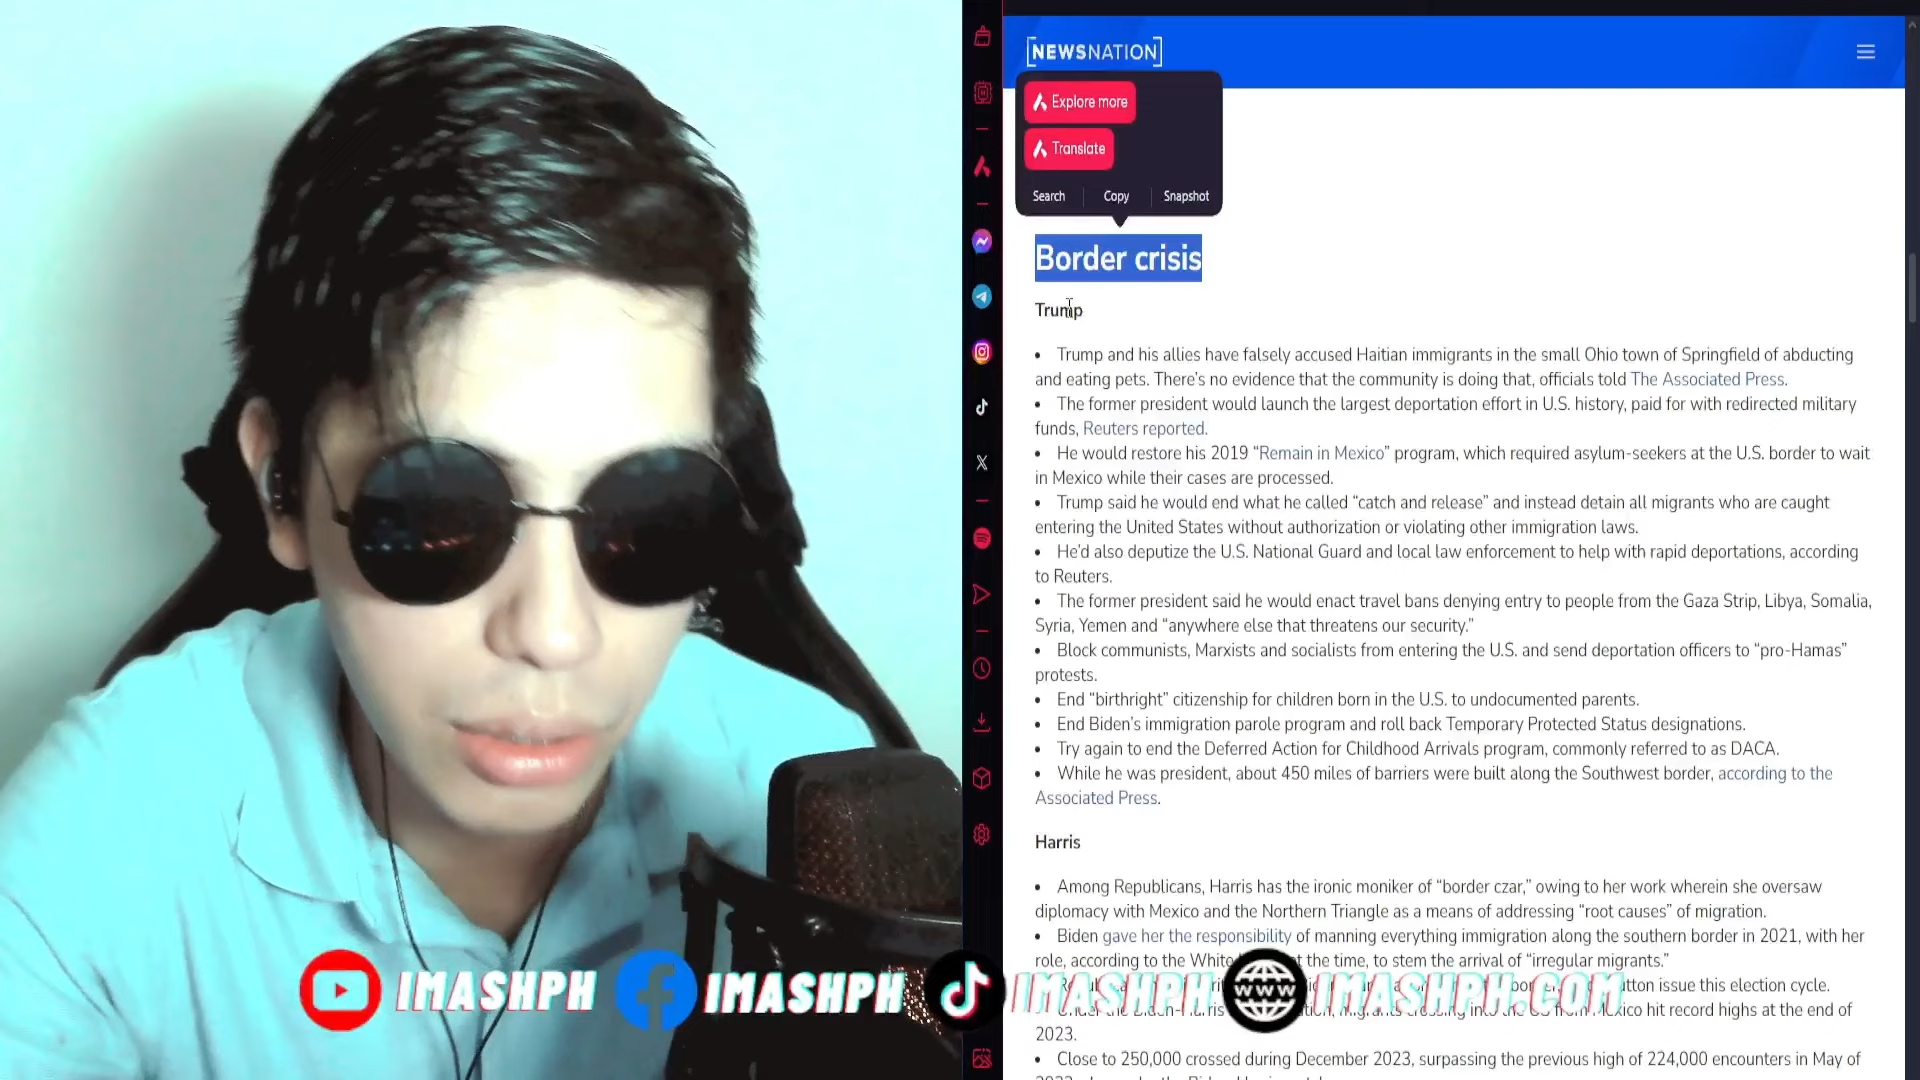 [NEWSNATION]
Explore more
Translate
Search
Copy
Snapshot
Border crisis
Trump
• Trump and his allies have falsely accused Haitian immigrants in the small Ohio town of Springfield of abducting
and eating pets. There’s no evidence that the community is doing that, officials told The Associated Press.
• The former president would launch the largest deportation effort in U.S. history, paid for with redirected military
funds, Reuters reported.
• He would restore his 2019 “Remain in Mexico” program, which required asylum-seekers at the U.S. border to wait
in Mexico while their cases are processed.
• Trump said he would end what he called “catch and release” and instead detain all migrants who are caught
entering the United States without authorization or violating other immigration laws.
• He’d also deputize the U.S. National Guard and local law enforcement to help with rapid deportations, according
to Reuters.
• The former president said he would enact travel bans denying entry to people from the Gaza Strip, Libya, Somalia,
Syria, Yemen and “anywhere else that threatens our security.”
• Block communists, Marxists and socialists from entering the U.S. and send deportation officers to “pro-Hamas”
protests.
• End “birthright” citizenship for children born in the U.S. to undocumented parents.
• End Biden’s immigration parole program and roll back Temporary Protected Status designations.
• Try again to end the Deferred Action for Childhood Arrivals program, commonly referred to as DACA.
• While he was president, about 450 miles of barriers were built along the Southwest border, according to the
Associated Press.
Harris
• Among Republicans, Harris has the ironic moniker of “border czar,” owing to her work wherein she oversaw
diplomacy with Mexico and the Northern Triangle as a means of addressing “root causes” of migration.
• Biden gave her the responsibility of manning everything immigration along the southern border in 2021, with her
role, according to the White at the time, to stem the arrival of “irregular migrants.”
issue this election cycle.
IMASHPH IMASHPH IMASHPH WWW IMASHPH.COM
hit record highs at the end of
2023.
• Close to 250,000 crossed during December 2023, surpassing the previous high of 224,000 encounters in May of